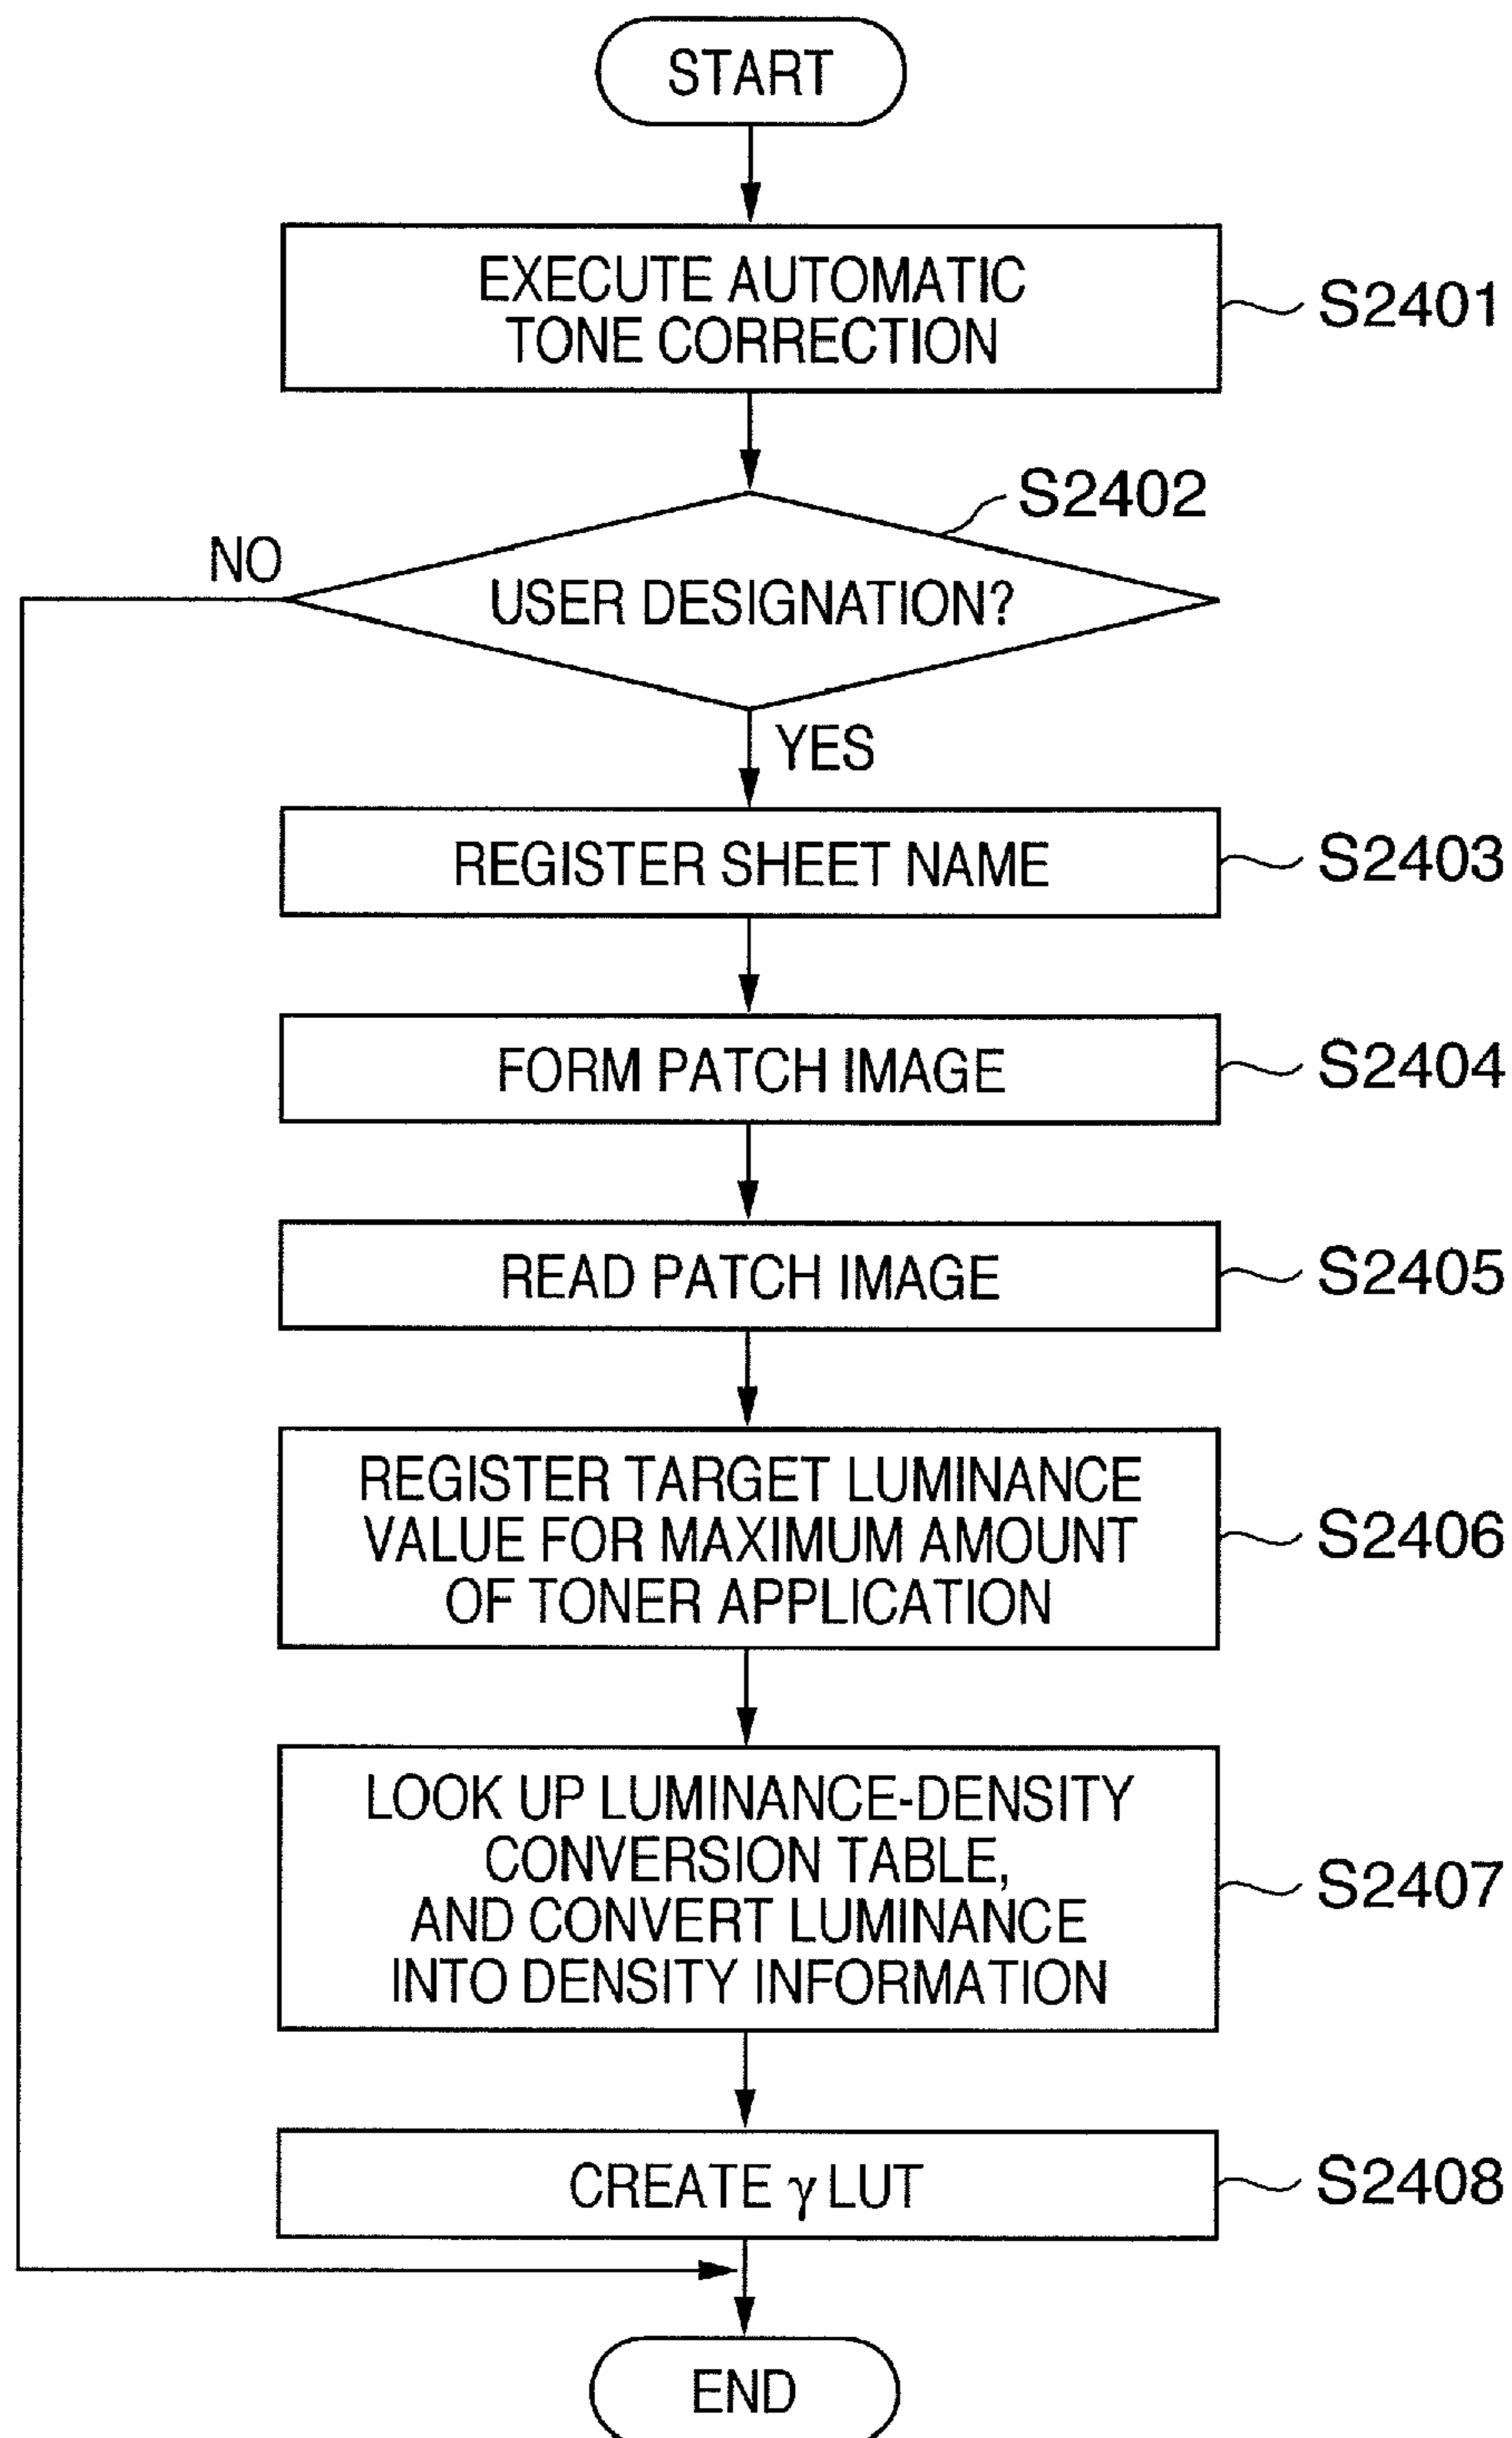 START
EXECUTE AUTOMATIC
TONE CORRECTION
S2401
S2402
NO
USER DESIGNATION?
YES
REGISTER SHEET NAME
S2403
FORM PATCH IMAGE
S2404
READ PATCH IMAGE
S2405
REGISTER TARGET LUMINANCE
VALUE FOR MAXIMUM AMOUNT
OF TONER APPLICATION
S2406
LOOK UP LUMINANCE-DENSITY
CONVERSION TABLE,
AND CONVERT LUMINANCE
INTO DENSITY INFORMATION
S2407
CREATE γ LUT
S2408
END